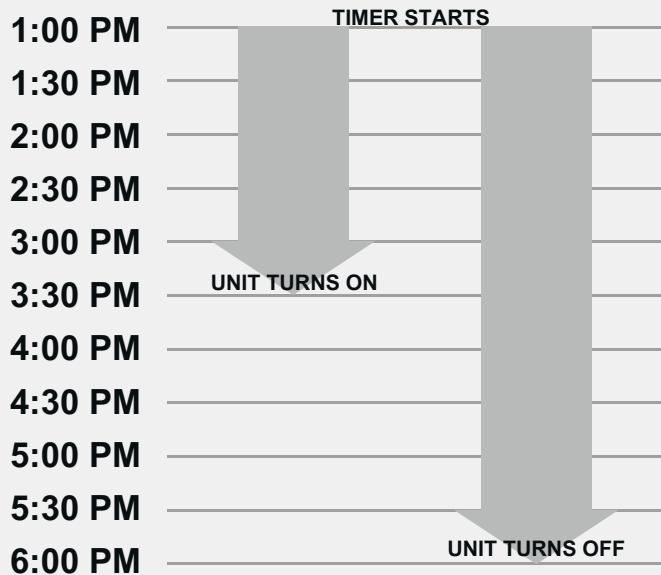 TIMER STARTS
1:00 PM
1:30 PM
2:00 PM
2:30 PM
3:00 PM
UNIT TURNS ON
3:30 PM
4:00 PM
4:30 PM
5:00 PM
5:30 PM
UNIT TURNS OFF
6:00 PM